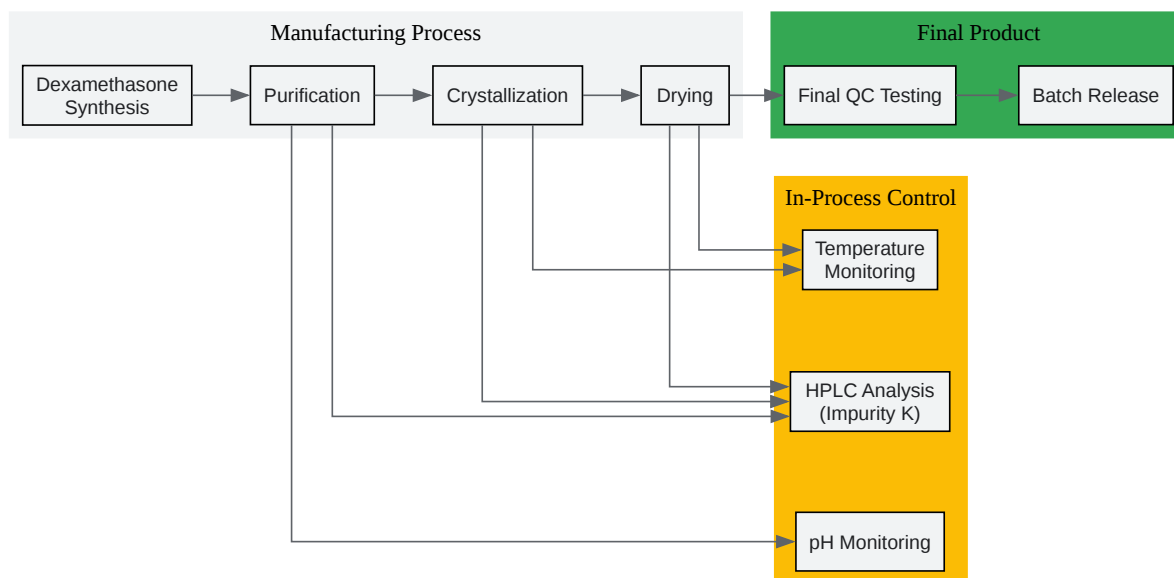 Manufacturing Process
Final Product
Dexamethasone
Synthesis
Purification
Crystallization
Drying
Final QC Testing
Batch Release
In-Process Control
Temperature
Monitoring
HPLC Analysis
(Impurity K)
pH Monitoring